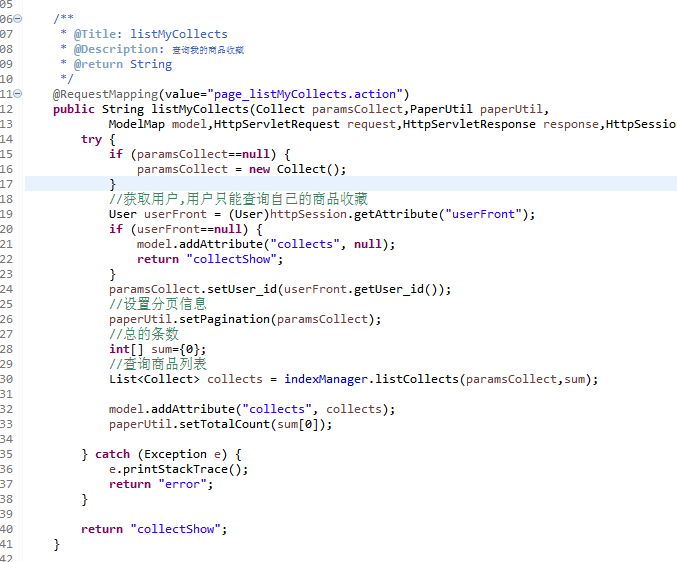 05
06 /**
07 * @Title: listMyCollects
08 * @Description: 查询我的商品收藏
09 * @return String
10 */
11 @RequestMapping(value="page_listMyCollects.action")
12 public String listMyCollects(Collect paramsCollect,PaperUtil paperUtil,
13 ModelMap model,HttpServletRequest request,HttpServletResponse response,HttpSessio
14 try {
15 if (paramsCollect==null) {
16 paramsCollect = new Collect();
17 }
18 //获取用户,用户只能查询自己的商品收藏
19 User userFront = (User)httpSession.getAttribute("userFront");
20 if (userFront==null) {
21 model.addAttribute("collects", null);
22 return "collectShow";
23 }
24 paramsCollect.setUser_id(userFront.getUser_id());
25 //设置分页信息
26 paperUtil.setPagination(paramsCollect);
27 //总的条数
28 int[] sum={0};
29 //查询商品列表
30 List<Collect> collects = indexManager.listCollects(paramsCollect,sum);
31
32 model.addAttribute("collects", collects);
33 paperUtil.setTotalCount(sum[0]);
34
35 } catch (Exception e) {
36 e.printStackTrace();
37 return "error";
38 }
39
40 return "collectShow";
41 }
42